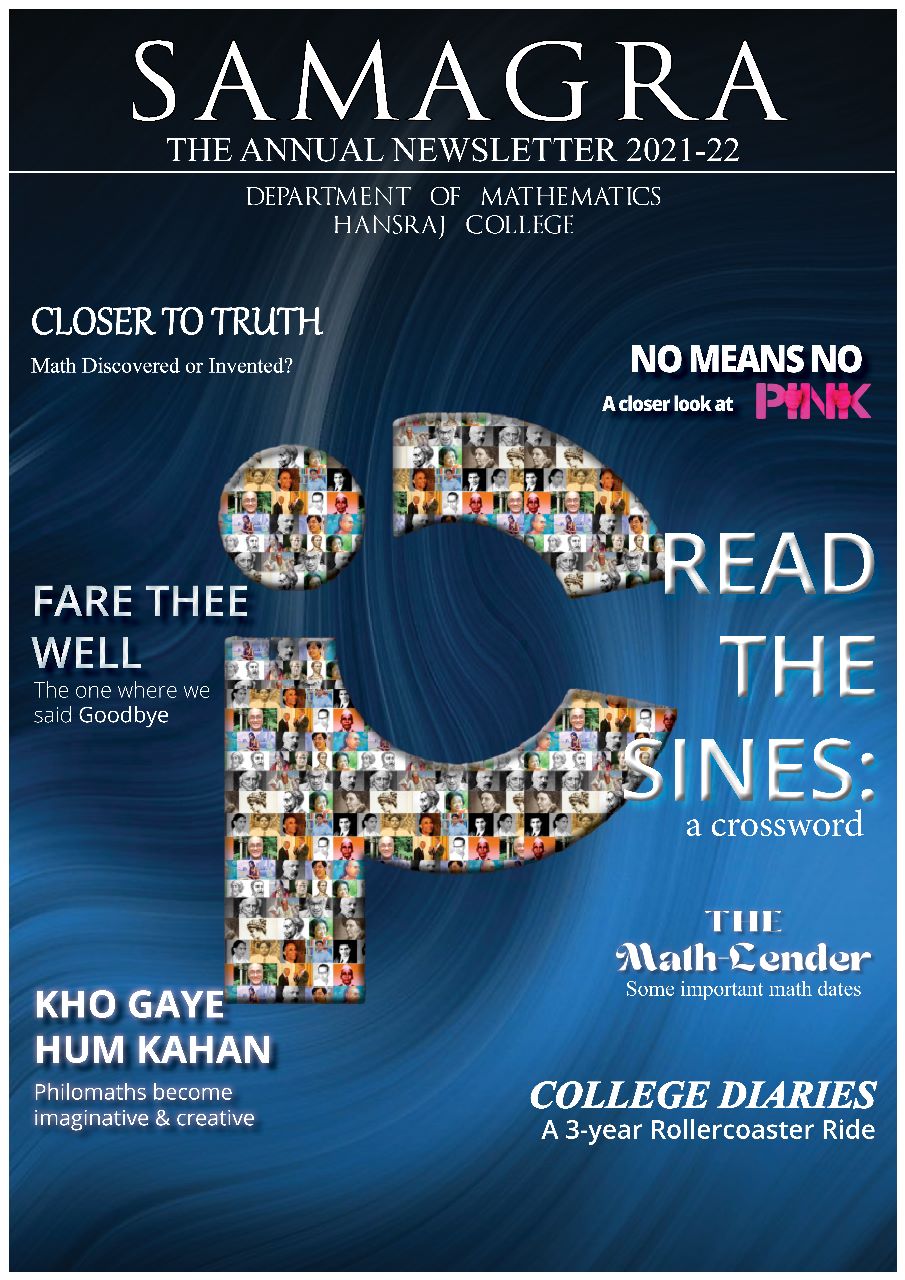 SAMAGRA
THE ANNUAL NEWSLETTER 2021-22
DEPARTMENT OF MATHEMATICS
HANSRAJ COLLEGE
CLOSER TO TRUTH
Math Discovered or Invented?
NO MEANS NO
A closer look at PINK
READ
THE
SINES:
a crossword
FARE THEE
WELL
The one where we
said Goodbye
THE
Math-Lender
Some important math dates
KHO GAYE
HUM KAHAN
Philomaths become
imaginative & creative
COLLEGE DIARIES
A 3-year Rollercoaster Ride